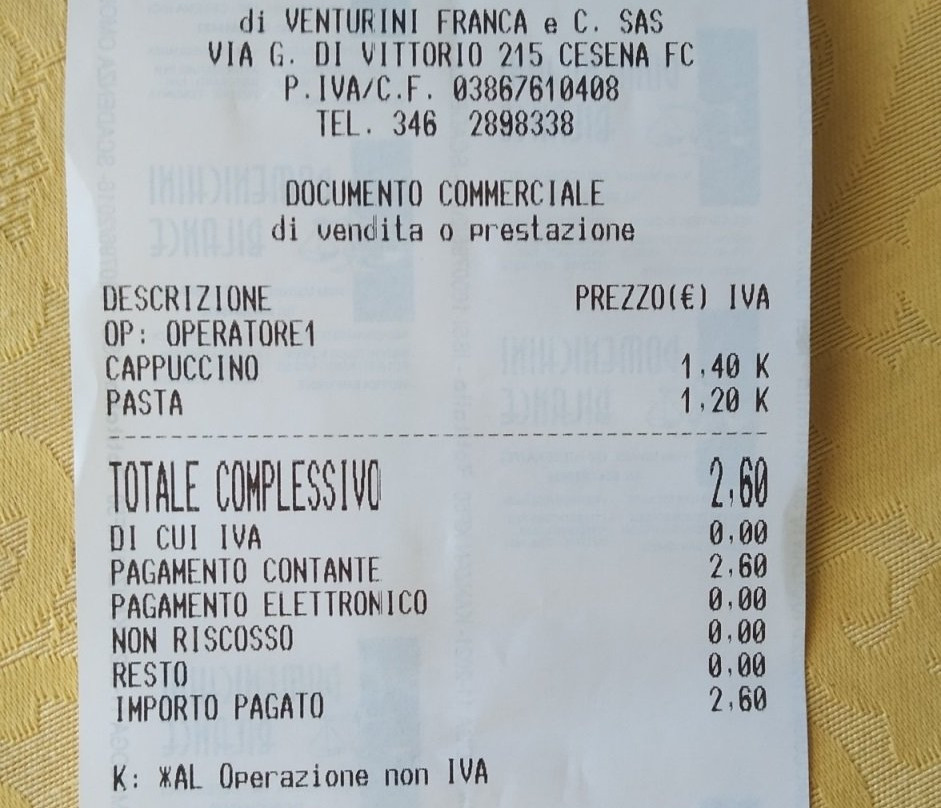 di VENTURINI FRANCA e C. SAS
VIA G. DI VITTORIO 215 CESENA FC
P.IVA/C.F. 03867610408
TEL. 346 2898338
DOCUMENTO COMMERCIALE
di vendita o prestazione
DESCRIZIONE PREZZO(€) IVA
OP: OPERATORE1
CAPPUCCINO 1,40 K
PASTA 1,20 K
TOTALE COMPLESSIVO 2,60
DI CUI IVA 0,00
PAGAMENTO CONTANTE 2,60
PAGAMENTO ELETTRONICO 0,00
NON RISCOSSO 0,00
RESTO 0,00
IMPORTO PAGATO 2,60
K: *AL Operazione non IVA